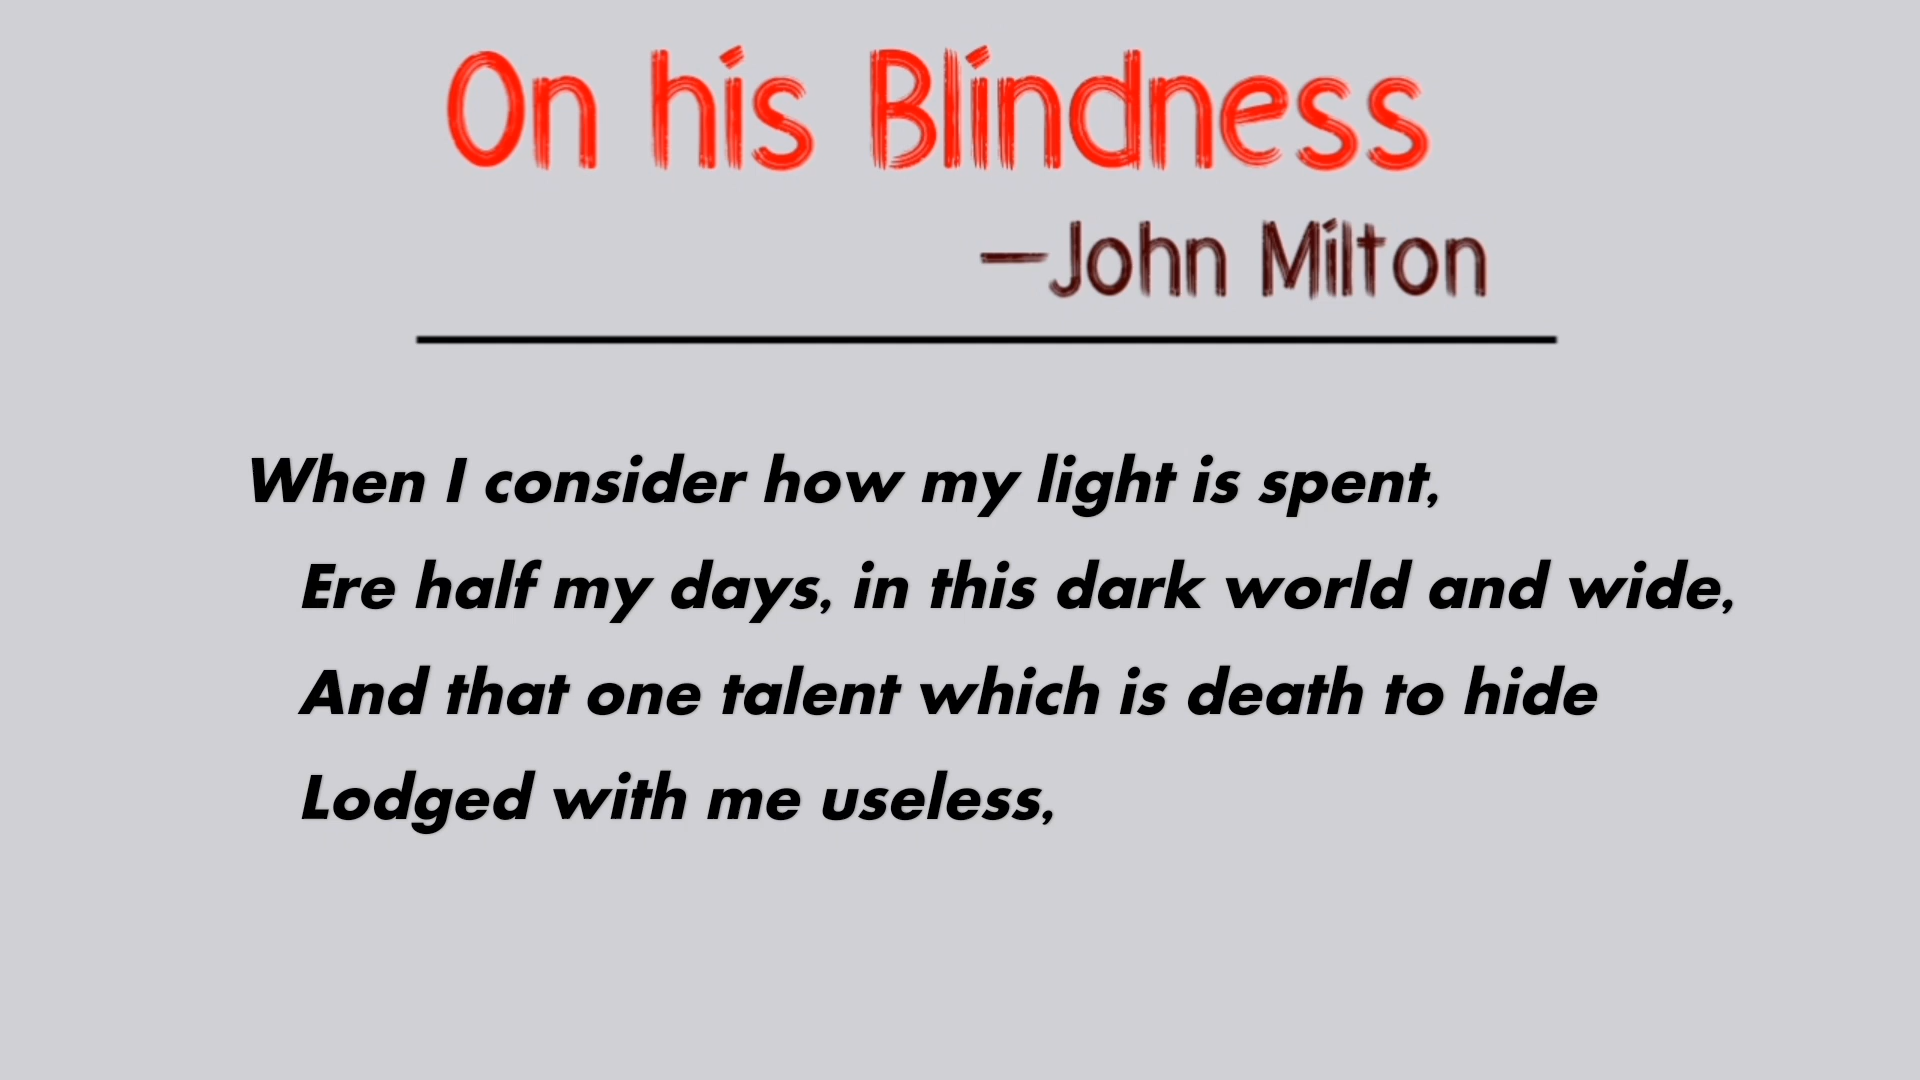 On his Blindness
—John Milton
When I consider how my light is spent,
Ere half my days, in this dark world and wide,
And that one talent which is death to hide
Lodged with me useless,